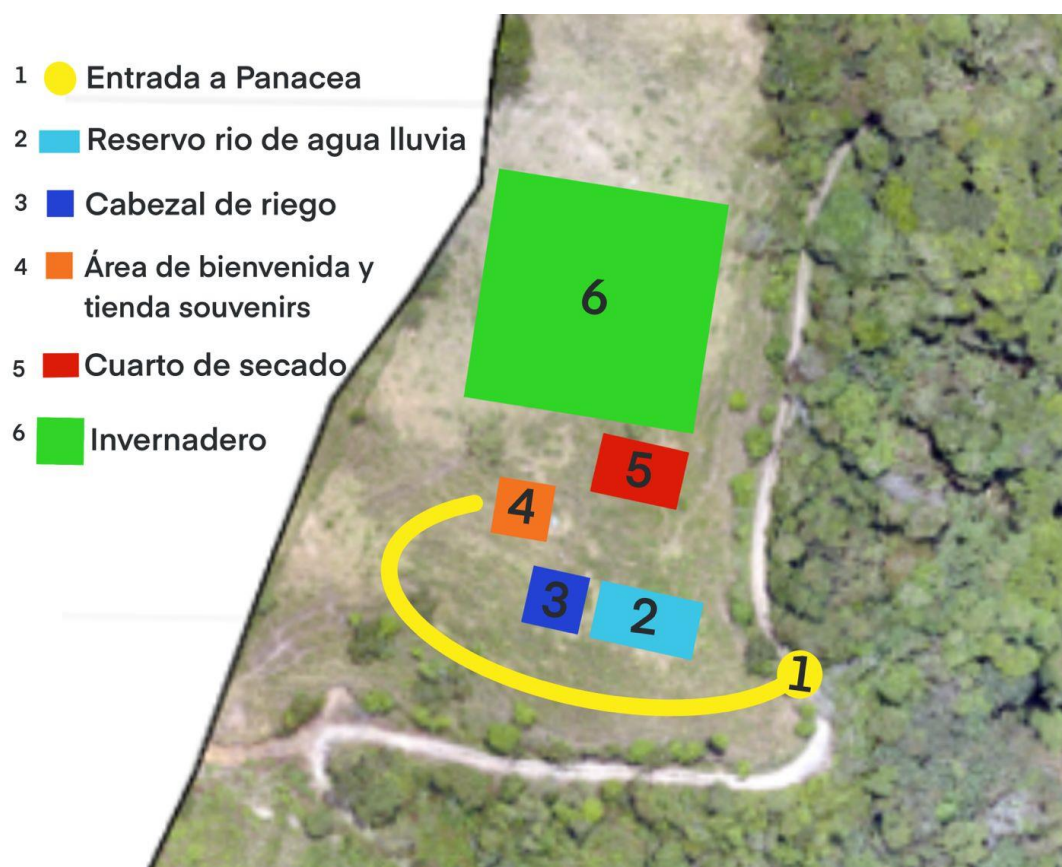 1 Entrada a Panacea
2 Reservo rio de agua lluvia
3 Cabezal de riego
4 Área de bienvenida y
tienda souvenirs
5 Cuarto de secado
6 Invernadero
6
5
4
3
2
1